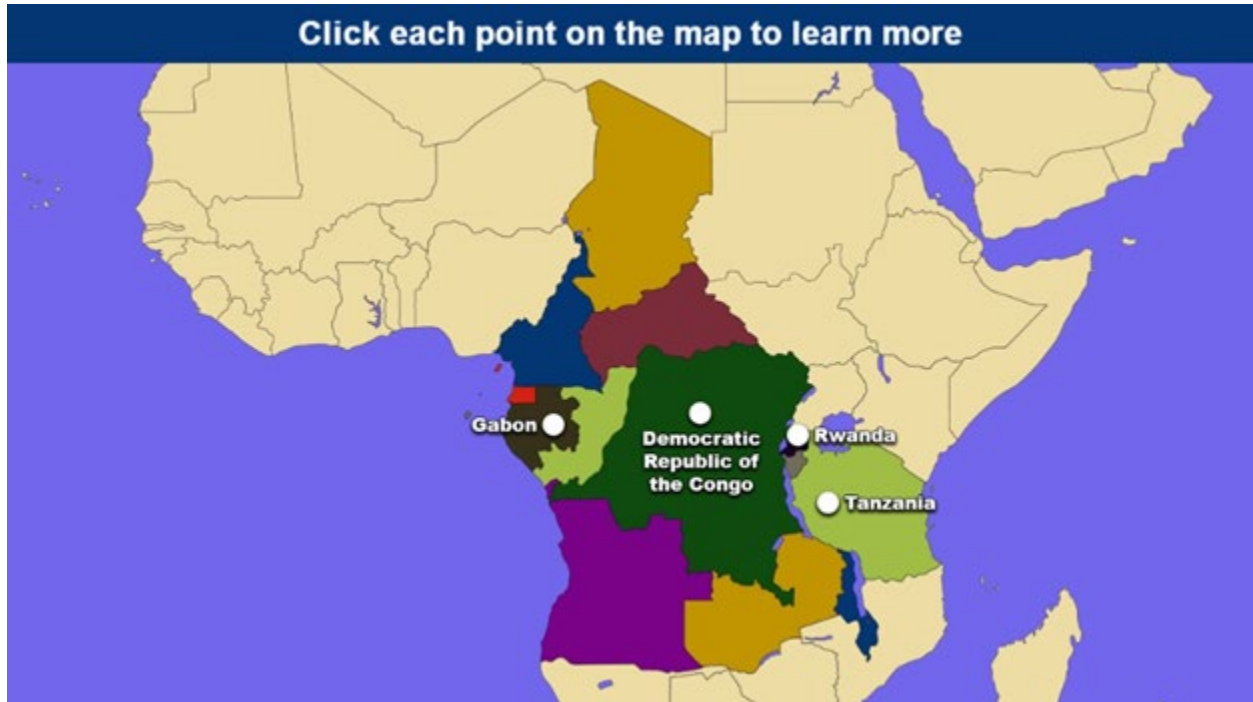 Click each point on the map to learn more
Gabon
Democratic
Republic of
the Congo
Rwanda
Tanzania